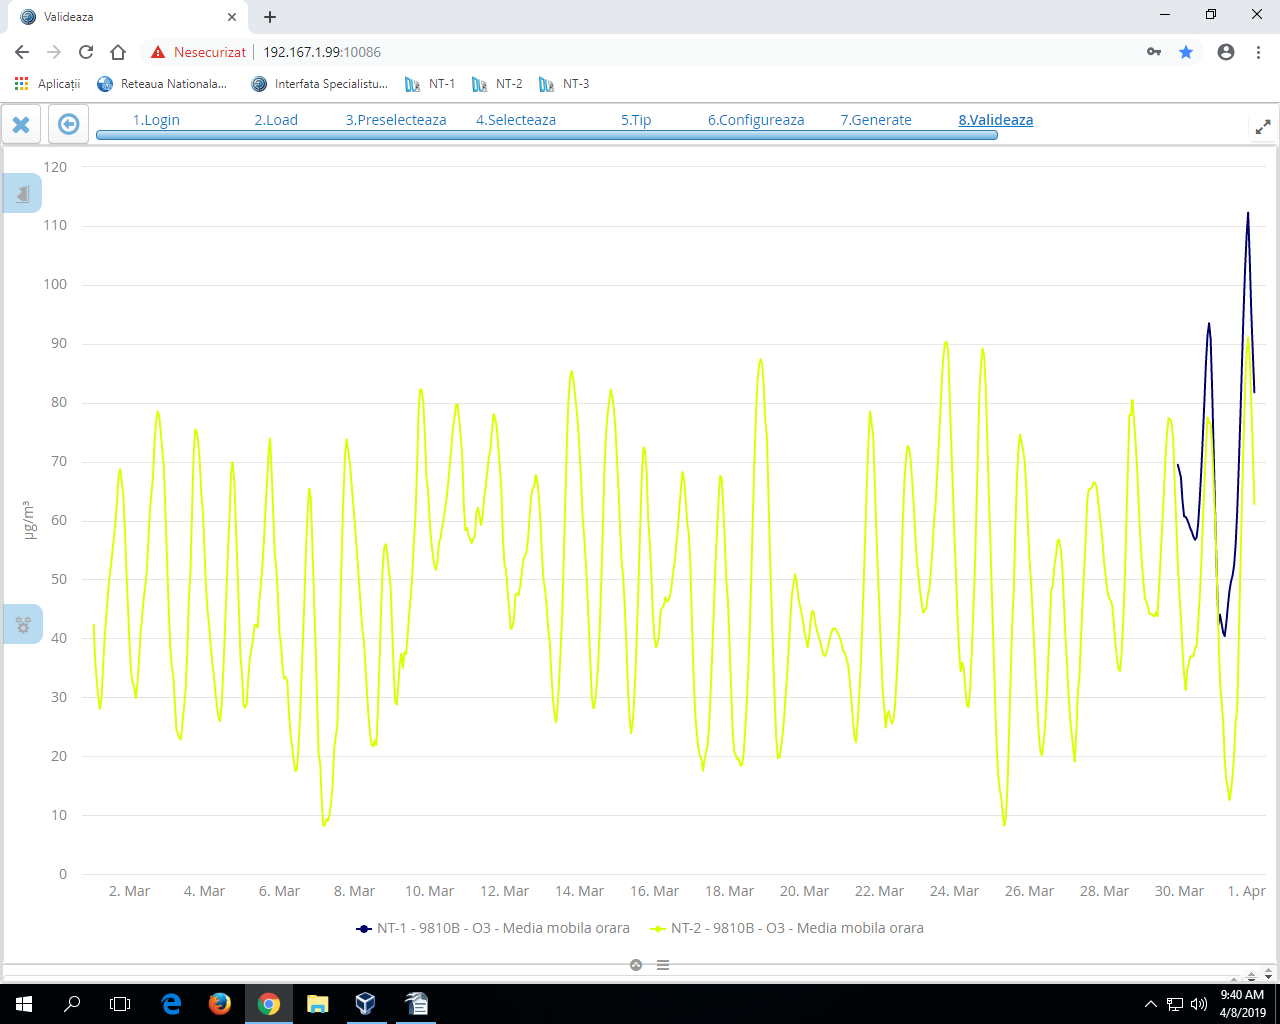 Valideaza
Nesecurizat 192.167.1.99:10086
Aplicații Reteaua Nationala... Interfata Specialistu... NT-1 NT-2 NT-3
1.Login 2.Load 3.Preselecteaza 4.Selecteaza 5.Tip 6.Configureaza 7.Generate 8.Valideaza
120
110
100
90
80
70
60
50
40
30
20
10
0
µg/m³
2. Mar 4. Mar 6. Mar 8. Mar 10. Mar 12. Mar 14. Mar 16. Mar 18. Mar 20. Mar 22. Mar 24. Mar 26. Mar 28. Mar 30. Mar 1. Apr
NT-1 - 9810B - O3 - Media mobila orara NT-2 - 9810B - O3 - Media mobila orara
9:40 AM
4/8/2019